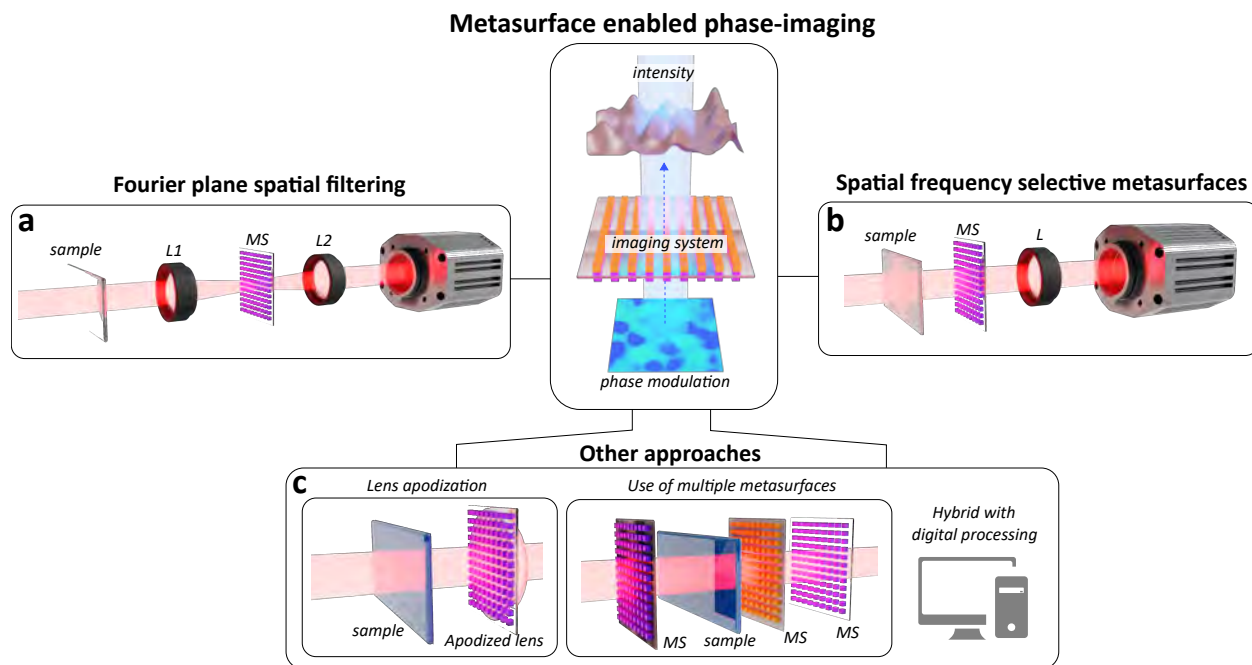 Metasurface enabled phase-imaging
intensity
imaging system
phase modulation
Fourier plane spatial filtering
a
sample
L1
MS
L2
Spatial frequency selective metasurfaces
b
sample
MS
L
Other approaches
c
Lens apodization
sample
Apodized lens
Use of multiple metasurfaces
MS
sample
MS
MS
Hybrid with
digital processing